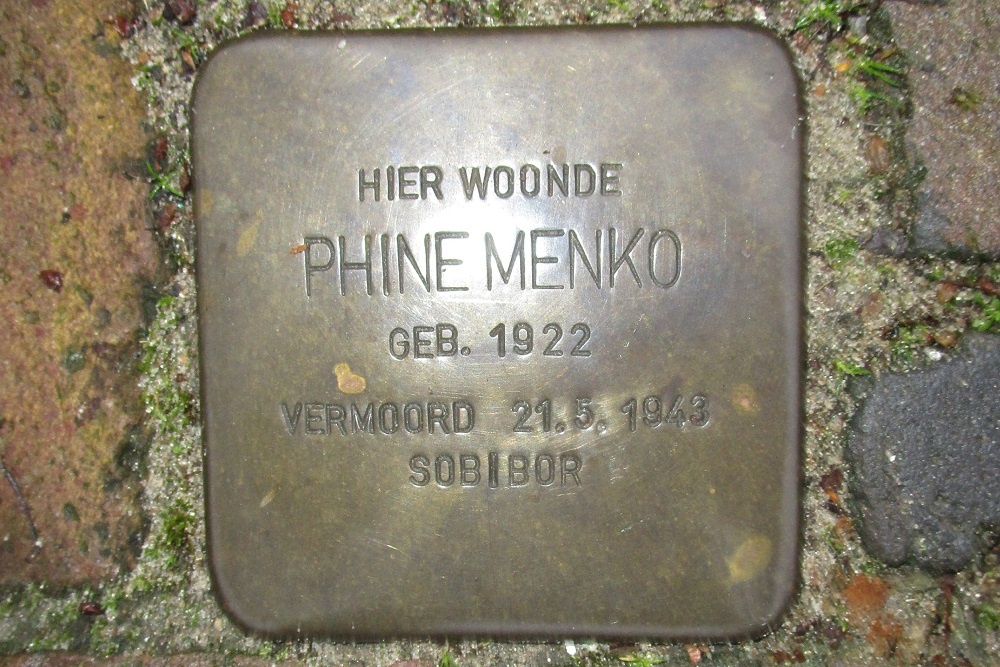 HIER WOONDE
PHINE MENKO
GEB. 1922
VERMOORD 21.5.1943
SOBIBOR